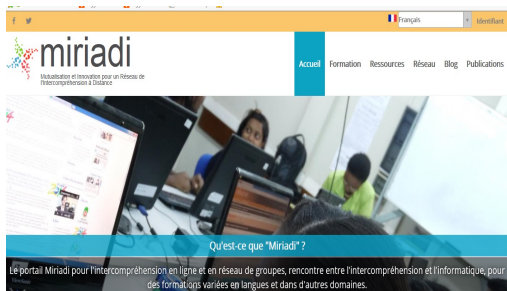 Français
Identifiant
miriadi
Mutualisation et Innovation pour un Réseau de
l'Intercompréhension à Distance
Accueil Formation Ressources Réseau Blog Publications
Qu'est-ce que "Miriadi" ?
Le portail Miriadi pour l'intercompréhension en ligne et en réseau de groupes, rencontre entre l'intercompréhension et l'informatique, pour
des formations variées en langues et dans d'autres domaines.